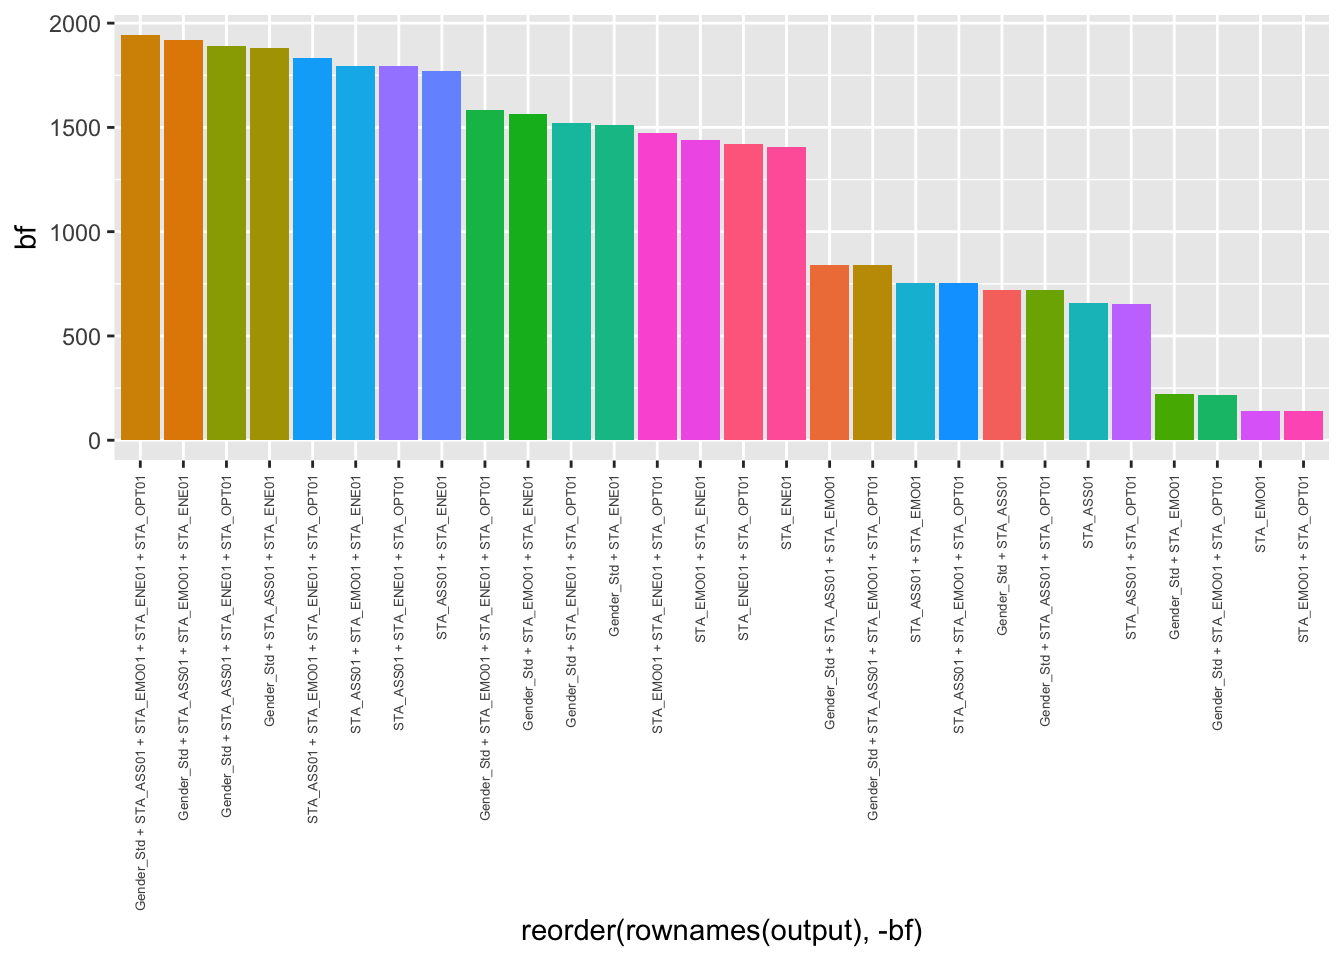 2000
1500
1000
500
0
bf
Gender_Std + STA_ASS01 + STA_EMO01 + STA_ENE01 + STA_OPT01
Gender_Std + STA_ASS01 + STA_EMO01 + STA_ENE01
Gender_Std + STA_ASS01 + STA_ENE01 + STA_OPT01
Gender_Std + STA_ASS01 + STA_ENE01
STA_ASS01 + STA_EMO01 + STA_ENE01 + STA_OPT01
STA_ASS01 + STA_EMO01 + STA_ENE01
STA_ASS01 + STA_ENE01 + STA_OPT01
STA_ASS01 + STA_ENE01
Gender_Std + STA_EMO01 + STA_ENE01 + STA_OPT01
Gender_Std + STA_EMO01 + STA_ENE01
Gender_Std + STA_ENE01 + STA_OPT01
Gender_Std + STA_ENE01
STA_EMO01 + STA_ENE01 + STA_OPT01
STA_EMO01 + STA_ENE01
STA_ENE01 + STA_OPT01
STA_ENE01
Gender_Std + STA_ASS01 + STA_EMO01
Gender_Std + STA_ASS01 + STA_EMO01 + STA_OPT01
STA_ASS01 + STA_EMO01
STA_ASS01 + STA_EMO01 + STA_OPT01
Gender_Std + STA_ASS01
Gender_Std + STA_ASS01 + STA_OPT01
STA_ASS01
STA_ASS01 + STA_OPT01
Gender_Std + STA_EMO01
Gender_Std + STA_EMO01 + STA_OPT01
STA_EMO01
STA_EMO01 + STA_OPT01
reorder(rownames(output), -bf)